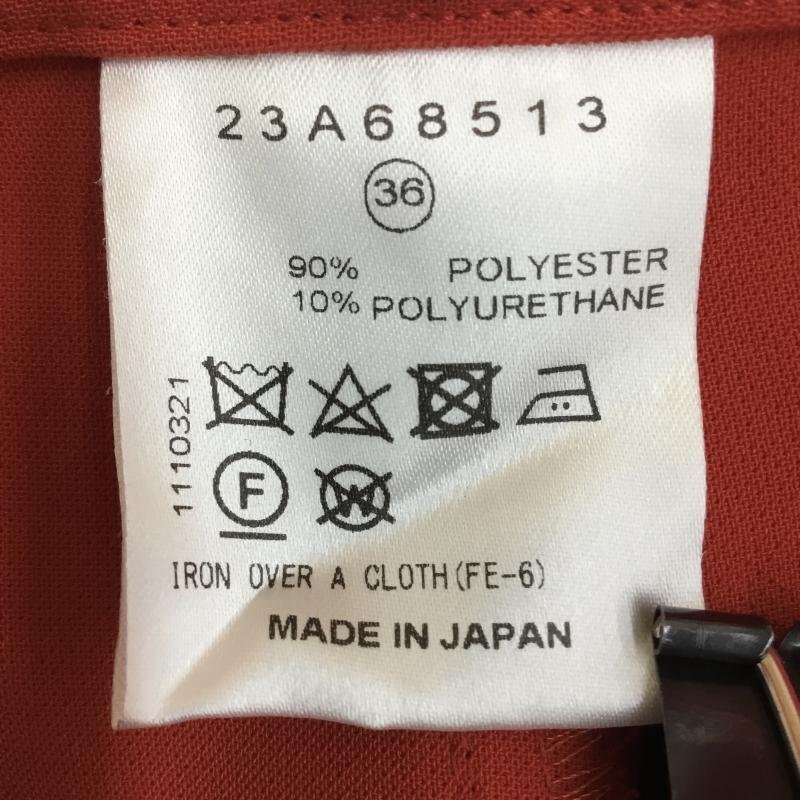 23A68513
36
90% POLYESTER
10% POLYURETHANE
1110321
F
W
IRON OVER A CLOTH(FE-6)
MADE IN JAPAN